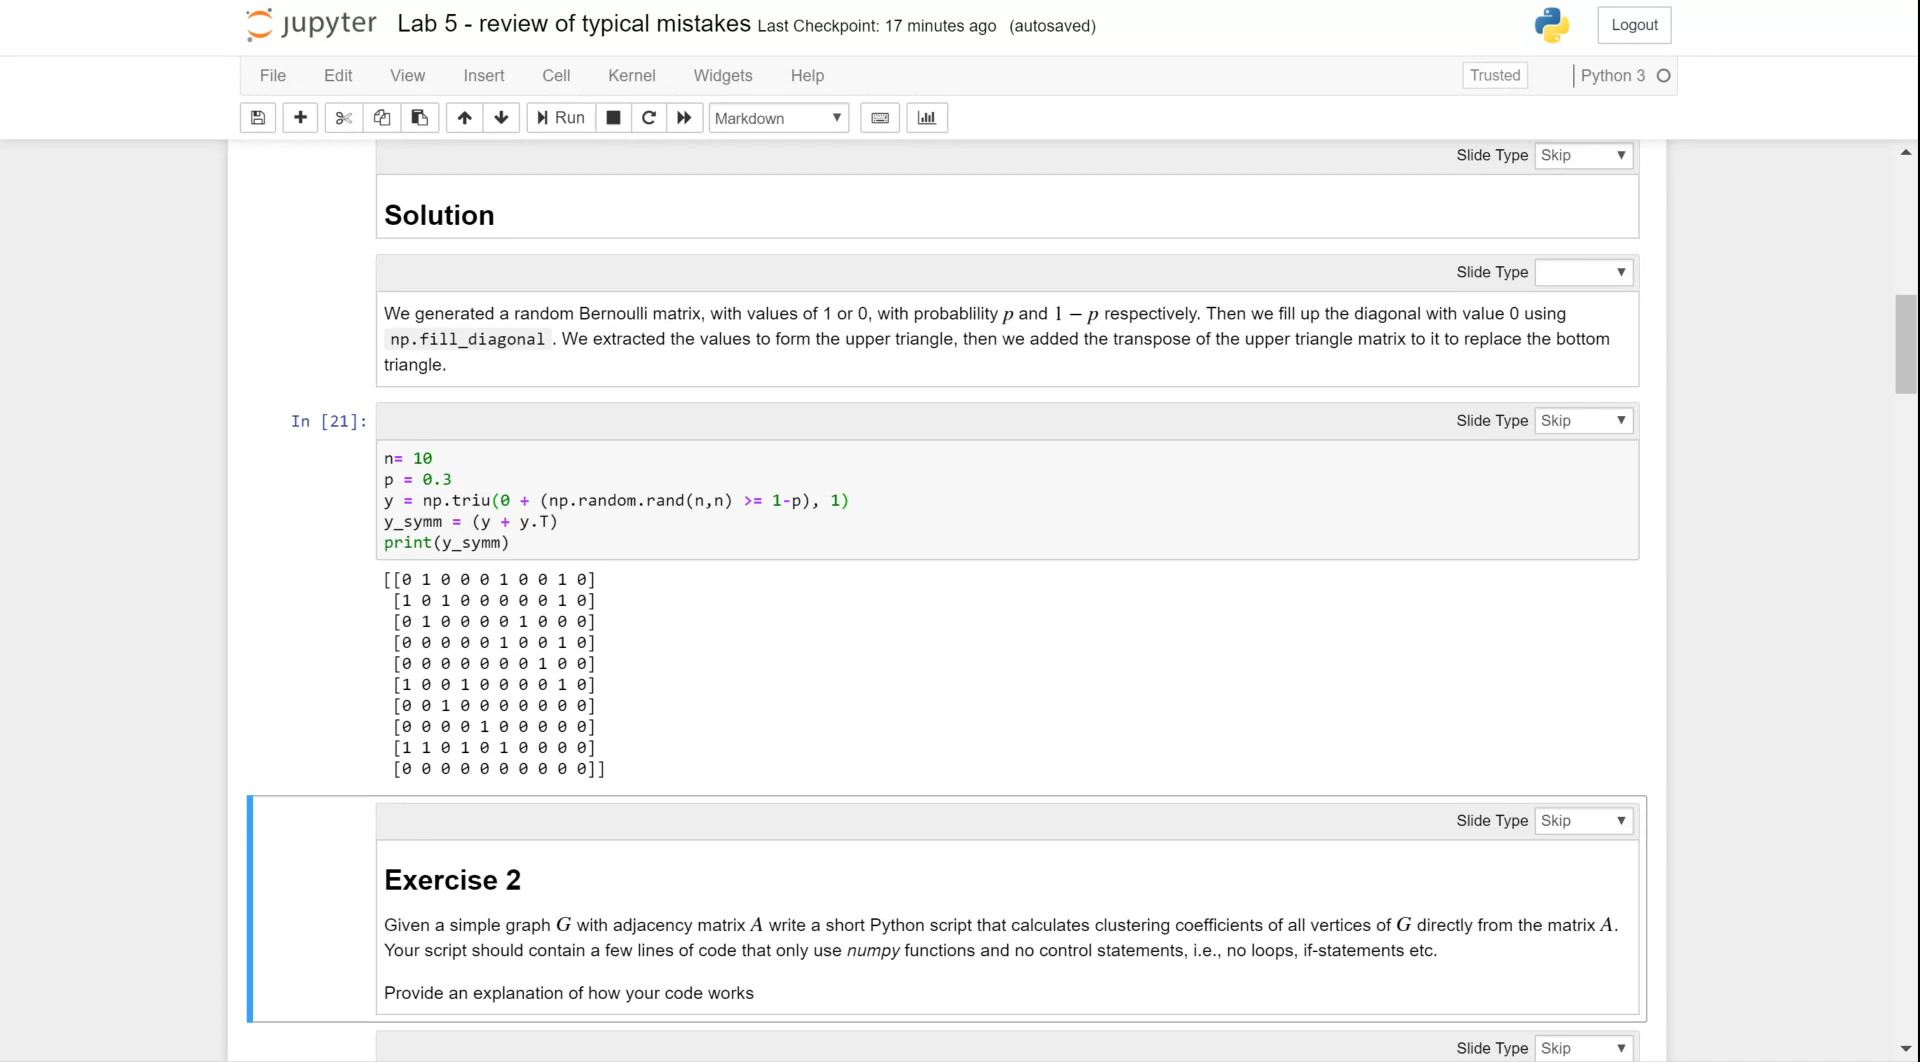 jupyter Lab 5 - review of typical mistakes Last Checkpoint: 17 minutes ago (autosaved)
Logout
File Edit View Insert Cell Kernel Widgets Help
Trusted
Python 3
Run
Markdown
Slide Type Skip
Solution
Slide Type
We generated a random Bernoulli matrix, with values of 1 or 0, with probablility p and 1 − p respectively. Then we fill up the diagonal with value 0 using
np.fill_diagonal . We extracted the values to form the upper triangle, then we added the transpose of the upper triangle matrix to it to replace the bottom
triangle.
In [21]:
Slide Type Skip
n= 10
p = 0.3
y = np.triu(0 + (np.random.rand(n,n) >= 1-p), 1)
y_symm = (y + y.T)
print(y_symm)
[[0 1 0 0 0 1 0 0 1 0]
[1 0 1 0 0 0 0 0 1 0]
[0 1 0 0 0 0 1 0 0 0]
[0 0 0 0 0 1 0 0 1 0]
[0 0 0 0 0 0 0 1 0 0]
[1 0 0 1 0 0 0 0 1 0]
[0 0 1 0 0 0 0 0 0 0]
[0 0 0 0 1 0 0 0 0 0]
[1 1 0 1 0 1 0 0 0 0]
[0 0 0 0 0 0 0 0 0 0]]
Slide Type Skip
Exercise 2
Given a simple graph G with adjacency matrix A write a short Python script that calculates clustering coefficients of all vertices of G directly from the matrix A.
Your script should contain a few lines of code that only use numpy functions and no control statements, i.e., no loops, if-statements etc.
Provide an explanation of how your code works
Slide Type Skip